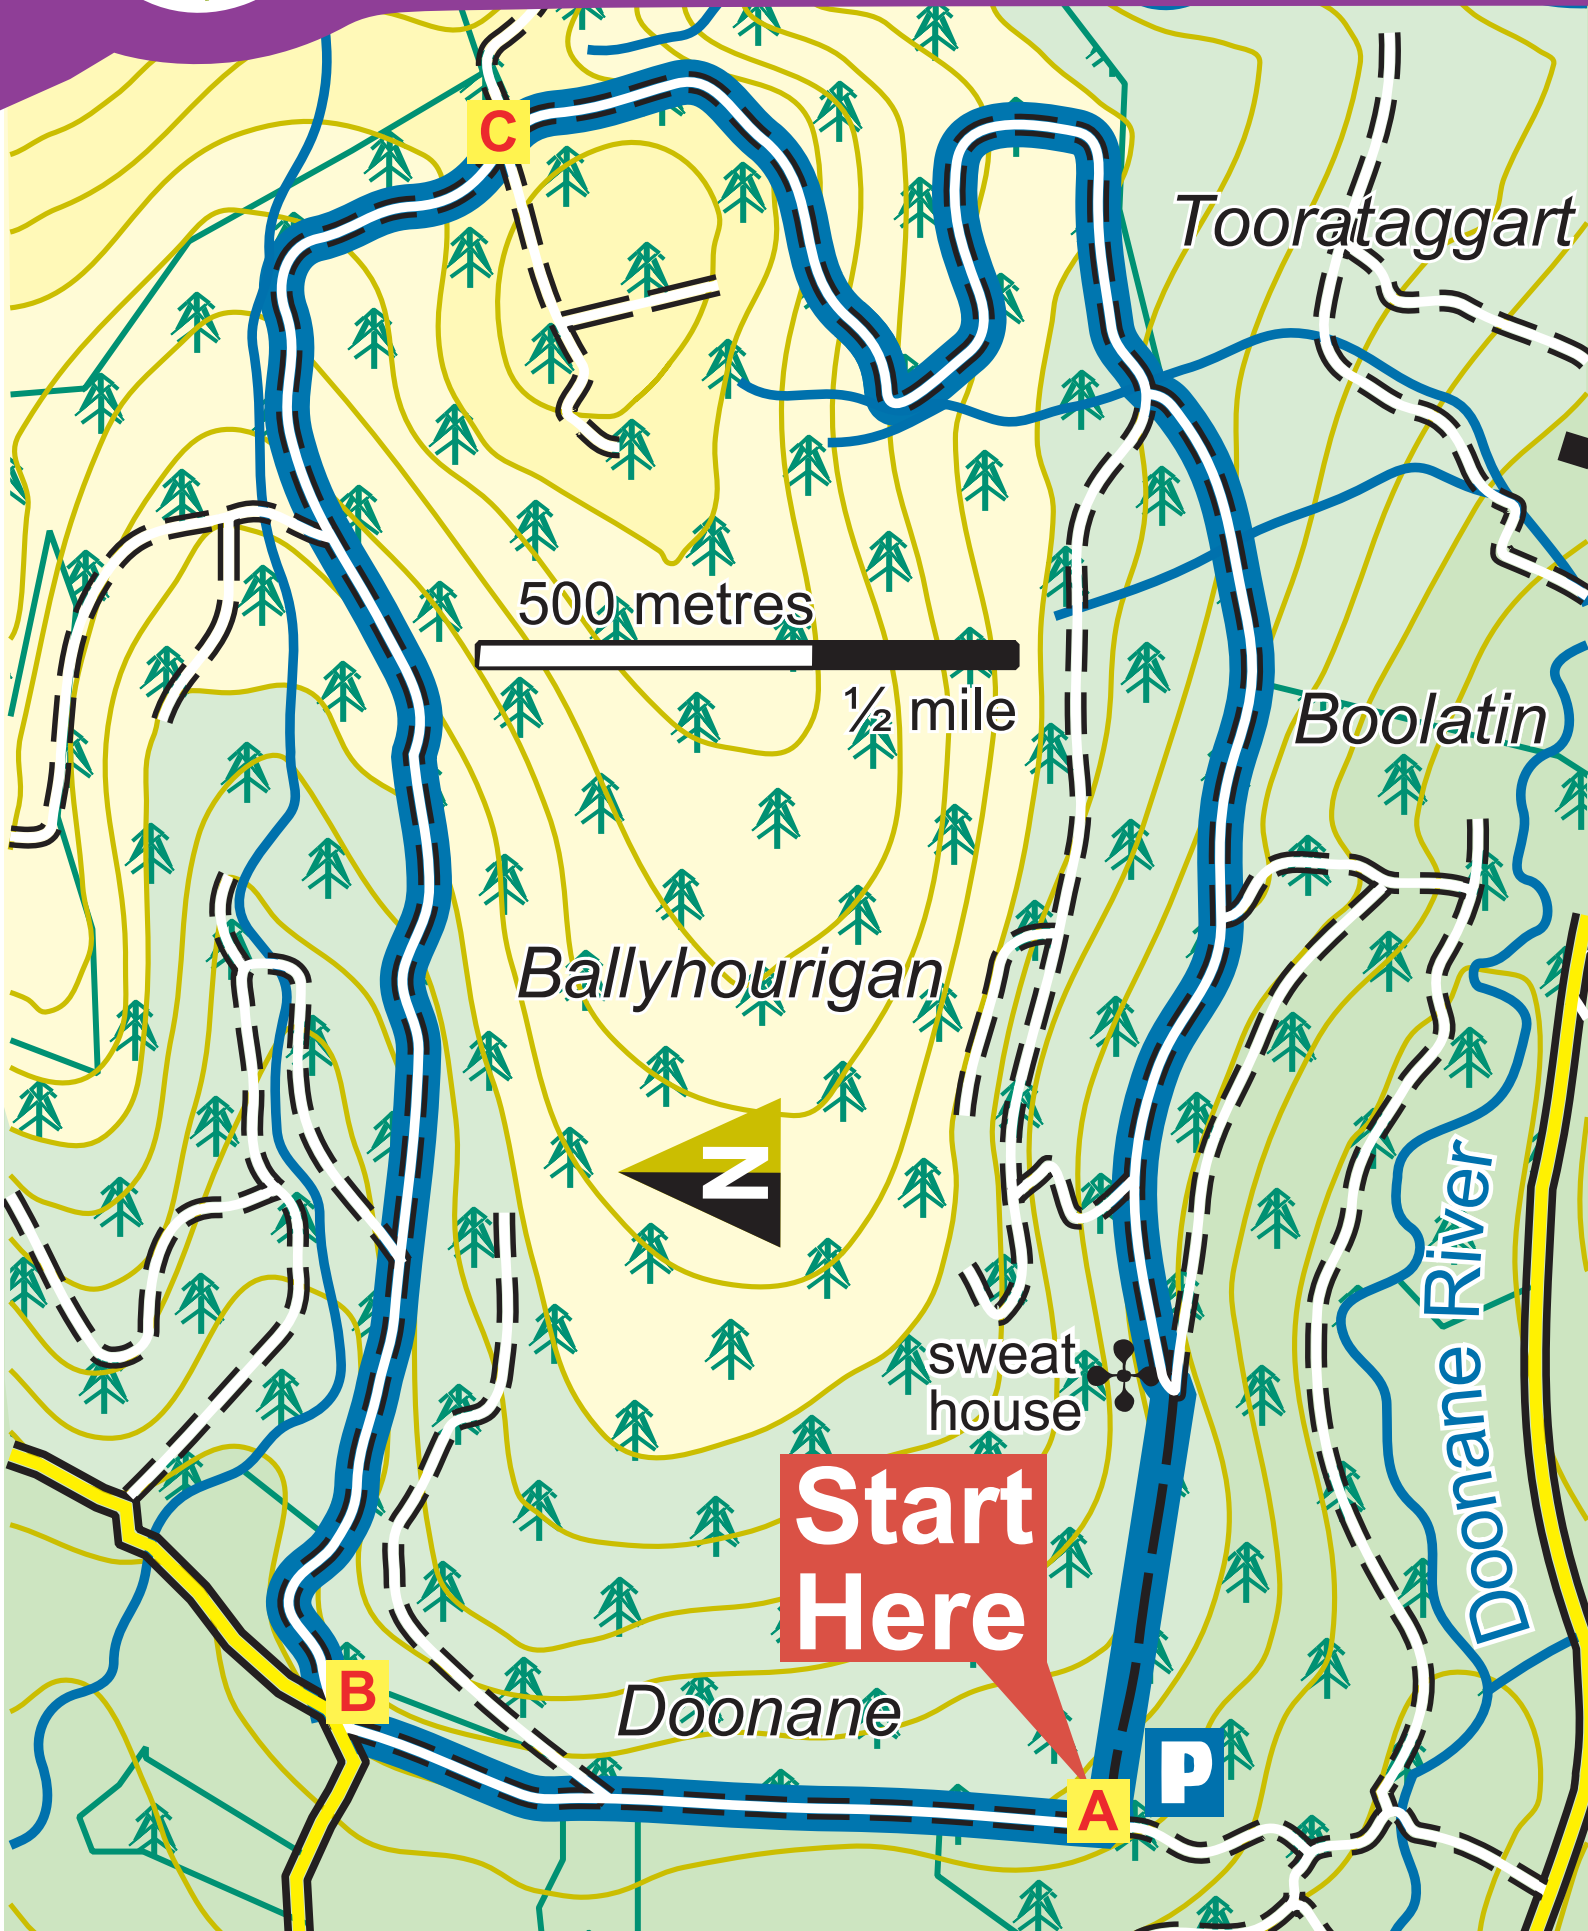 C
Toorataggart
500 metres
½ mile
Boolatin
Ballyhourigan
N
Doonane River
sweat
house
Start
Here
B
Doonane
P
A